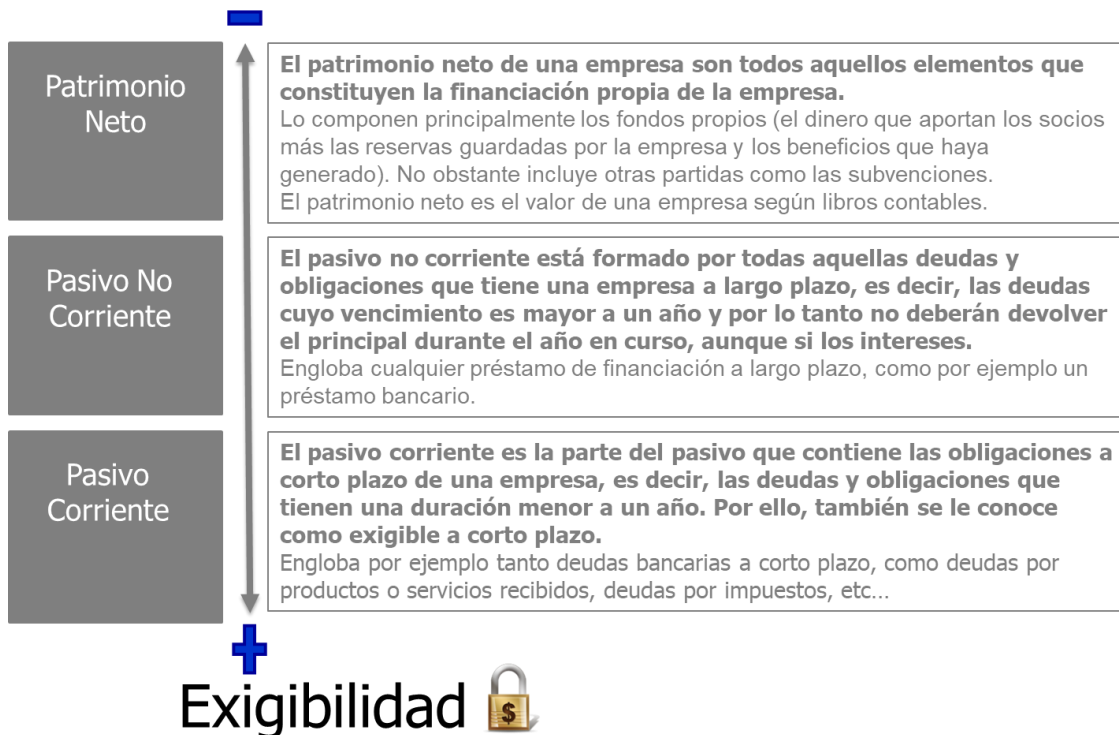 Patrimonio
Neto
El patrimonio neto de una empresa son todos aquellos elementos que
constituyen la financiación propia de la empresa.
Lo componen principalmente los fondos propios (el dinero que aportan los socios
más las reservas guardadas por la empresa y los beneficios que haya
generado). No obstante incluye otras partidas como las subvenciones.
El patrimonio neto es el valor de una empresa según libros contables.
Pasivo No
Corriente
El pasivo no corriente está formado por todas aquellas deudas y
obligaciones que tiene una empresa a largo plazo, es decir, las deudas
cuyo vencimiento es mayor a un año y por lo tanto no deberán devolver
el principal durante el año en curso, aunque si los intereses.
Engloba cualquier préstamo de financiación a largo plazo, como por ejemplo un
préstamo bancario.
Pasivo
Corriente
El pasivo corriente es la parte del pasivo que contiene las obligaciones a
corto plazo de una empresa, es decir, las deudas y obligaciones que
tienen una duración menor a un año. Por ello, también se le conoce
como exigible a corto plazo.
Engloba por ejemplo tanto deudas bancarias a corto plazo, como deudas por
productos o servicios recibidos, deudas por impuestos, etc...
Exigibilidad
$